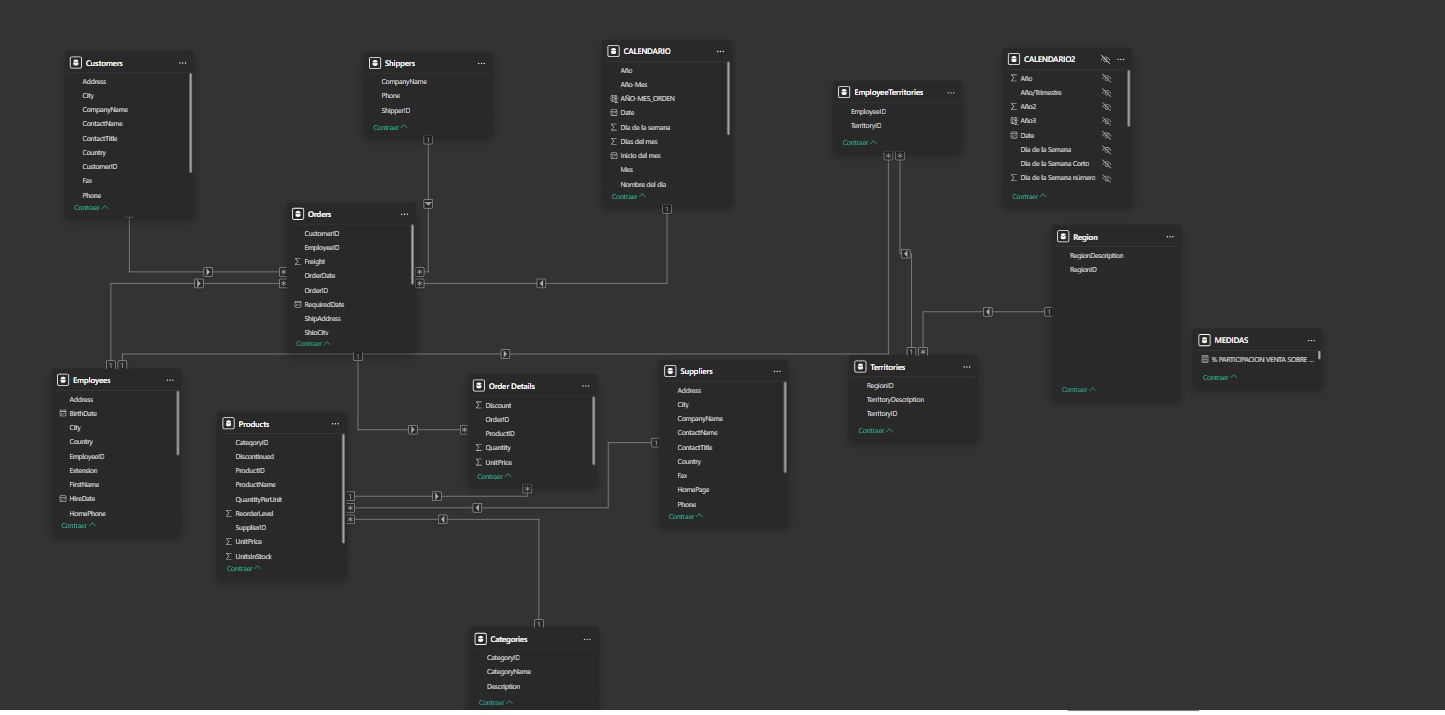 Customers
Address
City
CompanyName
ContactName
ContactTitle
Country
CustomerID
Fax
Phone
Contraer
Shippers
CompanyName
Phone
ShipperID
Contraer
CALENDARIO
Año
Año-Mes
AÑO-MES_ORDEN
Date
Día de la semana
Días del mes
Inicio del mes
Mes
Nombre del día
Contraer
EmployeeTerritories
EmployeeID
TerritoryID
Contraer
CALENDARIO2
Año
Año/Trimestre
Año2
Año3
Date
Día de la Semana
Día de la Semana Corto
Día de la Semana número
Contraer
Orders
CustomerID
EmployeeID
Freight
OrderDate
OrderID
RequiredDate
ShipAddress
ShipCity
Contraer
Region
RegionDescription
RegionID
Contraer
MEDIDAS
% PARTICIPACION VENTA SOBRE ...
Contraer
Employees
Address
BirthDate
City
Country
EmployeeID
Extension
FirstName
HireDate
HomePhone
Contraer
Products
CategoryID
Discontinued
ProductID
ProductName
QuantityPerUnit
ReorderLevel
SupplierID
UnitPrice
UnitsInStock
Contraer
Order Details
Discount
OrderID
ProductID
Quantity
UnitPrice
Contraer
Suppliers
Address
City
CompanyName
ContactName
ContactTitle
Country
Fax
HomePage
Phone
Contraer
Territories
RegionID
TerritoryDescription
TerritoryID
Contraer
Categories
CategoryID
CategoryName
Description
Contraer